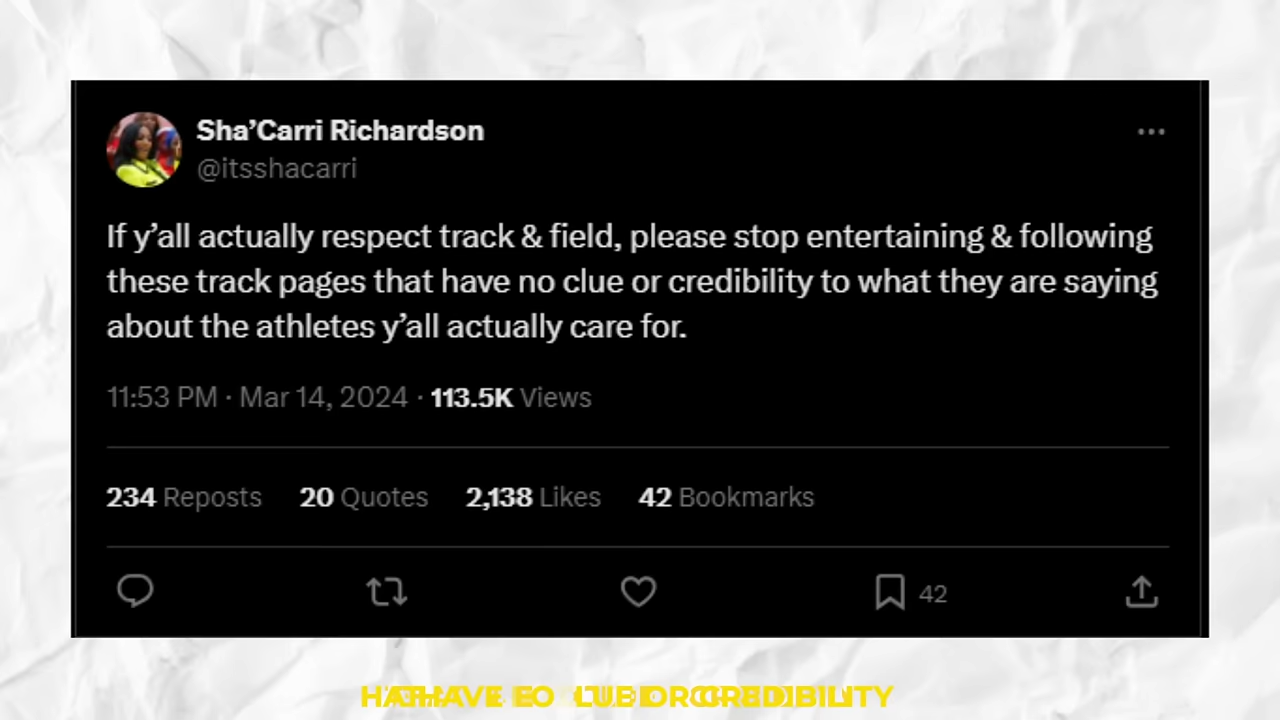 Sha’Carri Richardson
@itsshacarri
If y’all actually respect track & field, please stop entertaining & following
these track pages that have no clue or credibility to what they are saying
about the athletes y’all actually care for.
11:53 PM · Mar 14, 2024 · 113.5K Views
234 Reposts 20 Quotes 2,138 Likes 42 Bookmarks
42
OR CREDIBILITY